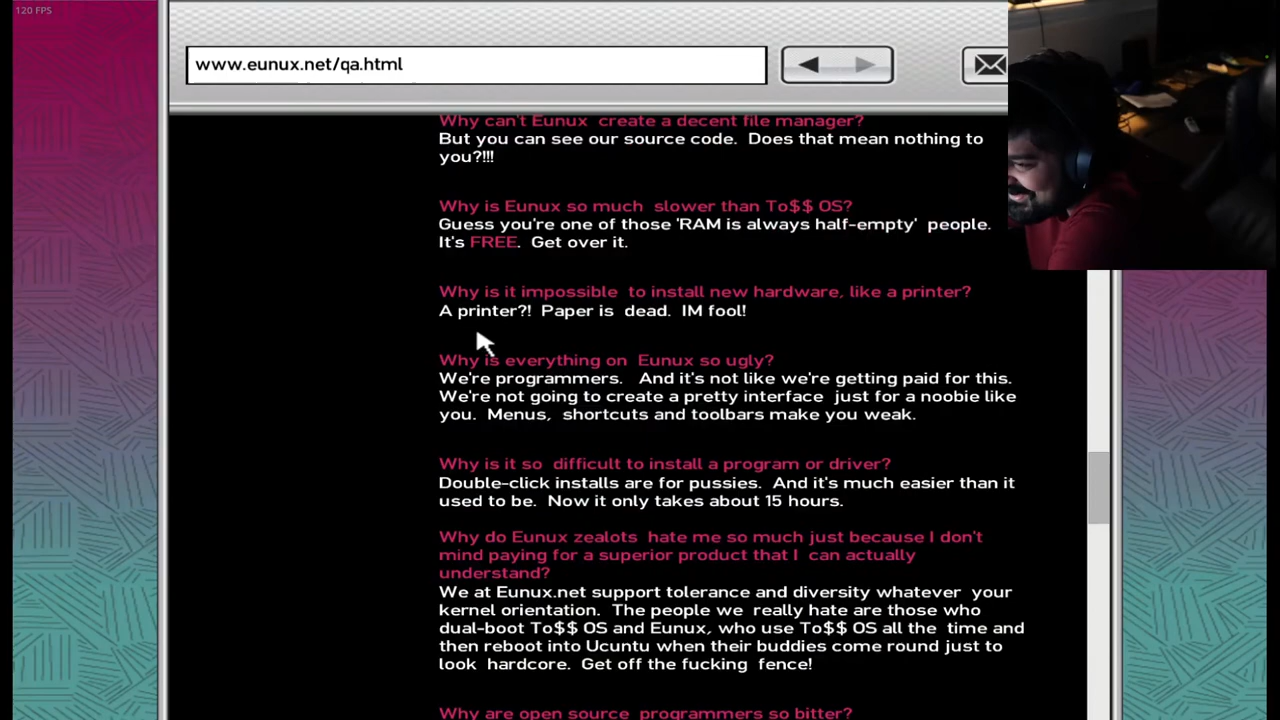 120 FPS
www.eunux.net/qa.html
Why can't Eunux create a decent file manager?
But you can see our source code. Does that mean nothing to
you?!!!
Why is Eunux so much slower than To$$ OS?
Guess you're one of those 'RAM is always half-empty' people.
It's FREE. Get over it.
Why is it impossible to install new hardware, like a printer?
A printer?! Paper is dead. IM fool!
Why is everything on Eunux so ugly?
We're programmers. And it's not like we're getting paid for this.
We're not going to create a pretty interface just for a noobie like
you. Menus, shortcuts and toolbars make you weak.
Why is it so difficult to install a program or driver?
Double-click installs are for pussies. And it's much easier than it
used to be. Now it only takes about 15 hours.
Why do Eunux zealots hate me so much just because I don't
mind paying for a superior product that I can actually
understand?
We at Eunux.net support tolerance and diversity whatever your
kernel orientation. The people we really hate are those who
dual-boot To$$ OS and Eunux, who use To$$ OS all the time and
then reboot into Ucuntu when their buddies come round just to
look hardcore. Get off the fucking fence!
Why are open source programmers so bitter?